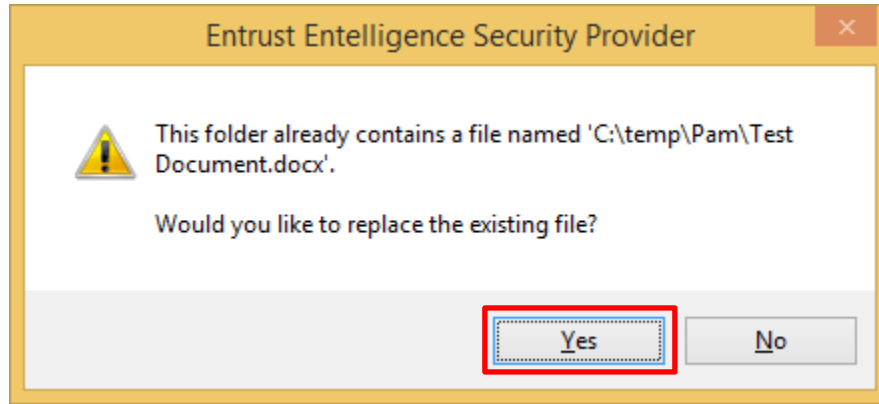 Entrust Entelligence Security Provider
This folder already contains a file named 'C:\temp\Pam\Test
Document.docx'.
Would you like to replace the existing file?
Yes
No